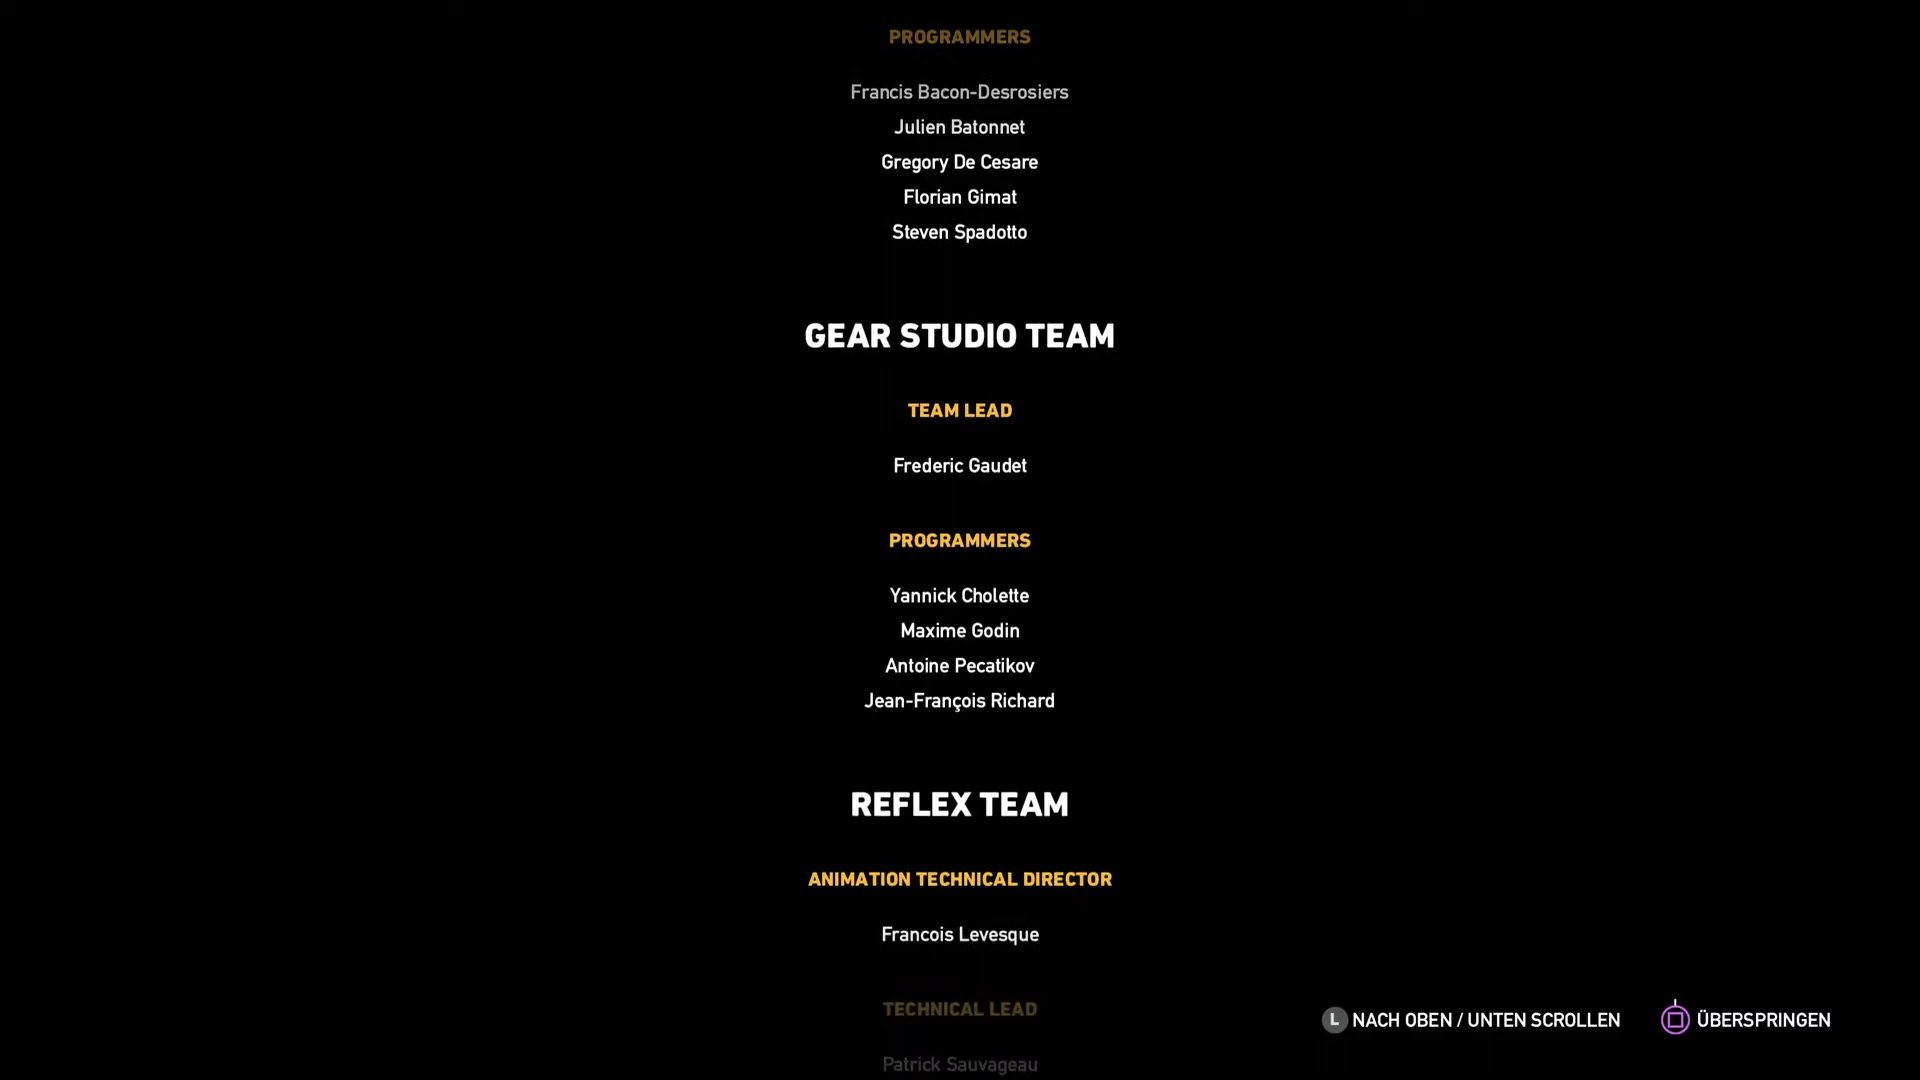 PROGRAMMERS
Francis Bacon-Desrosiers
Julien Batonnet
Gregory De Cesare
Florian Gimat
Steven Spadotto
GEAR STUDIO TEAM
TEAM LEAD
Frederic Gaudet
PROGRAMMERS
Yannick Cholette
Maxime Godin
Antoine Pecatikov
Jean-François Richard
REFLEX TEAM
ANIMATION TECHNICAL DIRECTOR
Francois Levesque
TECHNICAL LEAD
Patrick Sauvageau
L NACH OBEN / UNTEN SCROLLEN
ÜBERSPRINGEN